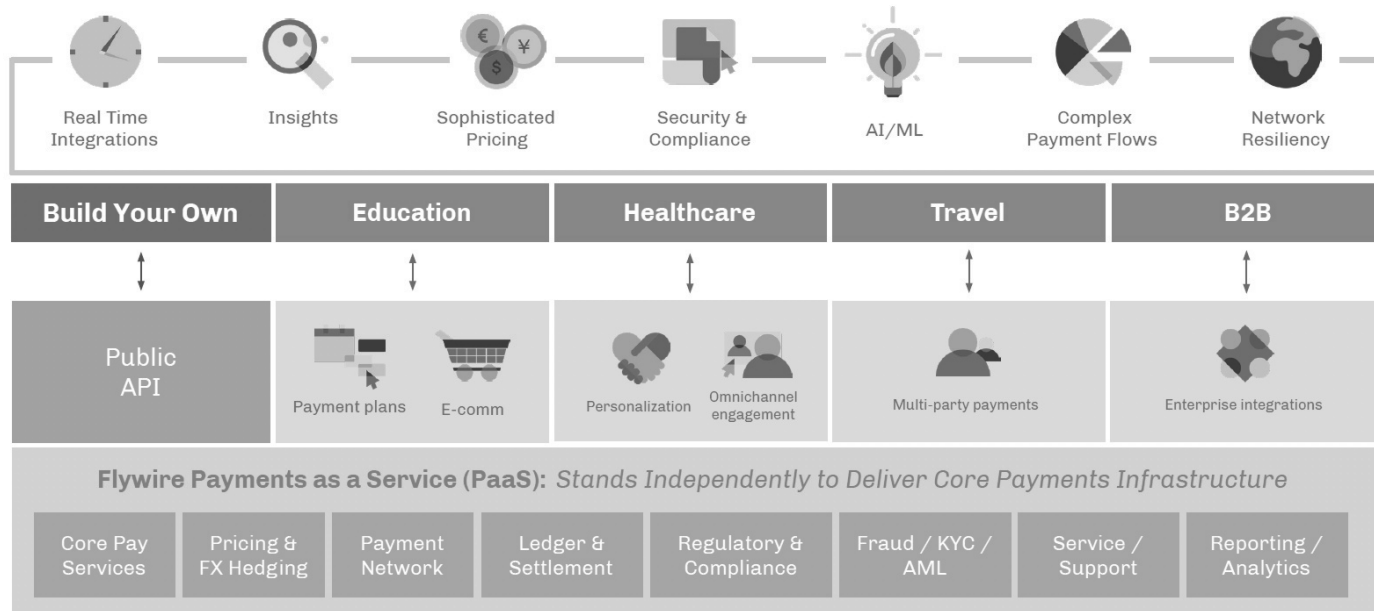 €
¥
$
Real Time
Integrations
Insights
Sophisticated
Pricing
Security &
Compliance
AI/ML
Complex
Payment Flows
Network
Resiliency
Build Your Own
Education
Healthcare
Travel
B2B
Public
API
Payment plans
E-comm
Personalization
Omnichannel
engagement
Multi-party payments
Enterprise integrations
Flywire Payments as a Service (PaaS): Stands Independently to Deliver Core Payments Infrastructure
Core Pay
Services
Pricing &
FX Hedging
Payment
Network
Ledger &
Settlement
Regulatory &
Compliance
Fraud / KYC /
AML
Service /
Support
Reporting /
Analytics